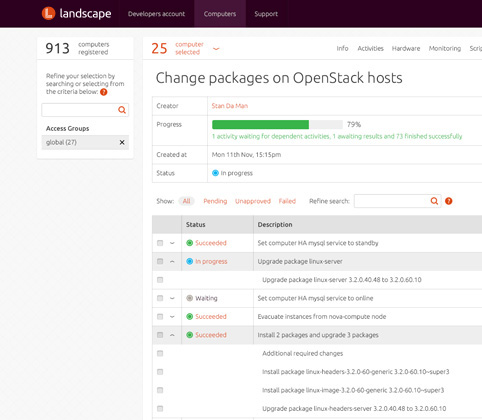 landscape
Developers account
Computers
Support
913 computers registered
Refine your selection by
searching or selecting from
the criteria below: ?
Access Groups
global (27)
25 computer selected
Info
Activities
Hardware
Monitoring
Scri
Change packages on OpenStack hosts
Creator
Stan Da Man
Progress
79%
1 activity waiting for dependent activities, 1 awaiting results and 73 finished successfully
Created at
Mon 11th Nov, 15:15pm
Status
In progress
Show:
All
Pending
Unapproved
Failed
Refine search:
?
Status
Description
Succeeded
Set computer HA mysql service to standby
In progress
Upgrade package linux-server
Upgrade package linux-server 3.2.0.40.48 to 3.2.0.60.10
Waiting
Set computer HA mysql service to online
Succeeded
Evacuate instances from nova-compute node
Succeeded
Install 2 packages and upgrade 3 packages
Additional required changes
Install package linux-headers-3.2.0-60-generic 3.2.0-60.10~super3
Install package linux-image-3.2.0-60-generic 3.2.0-60.10~super3
Upgrade package linux-headers-server 3.2.0.40.48 to 3.2.0.60.10